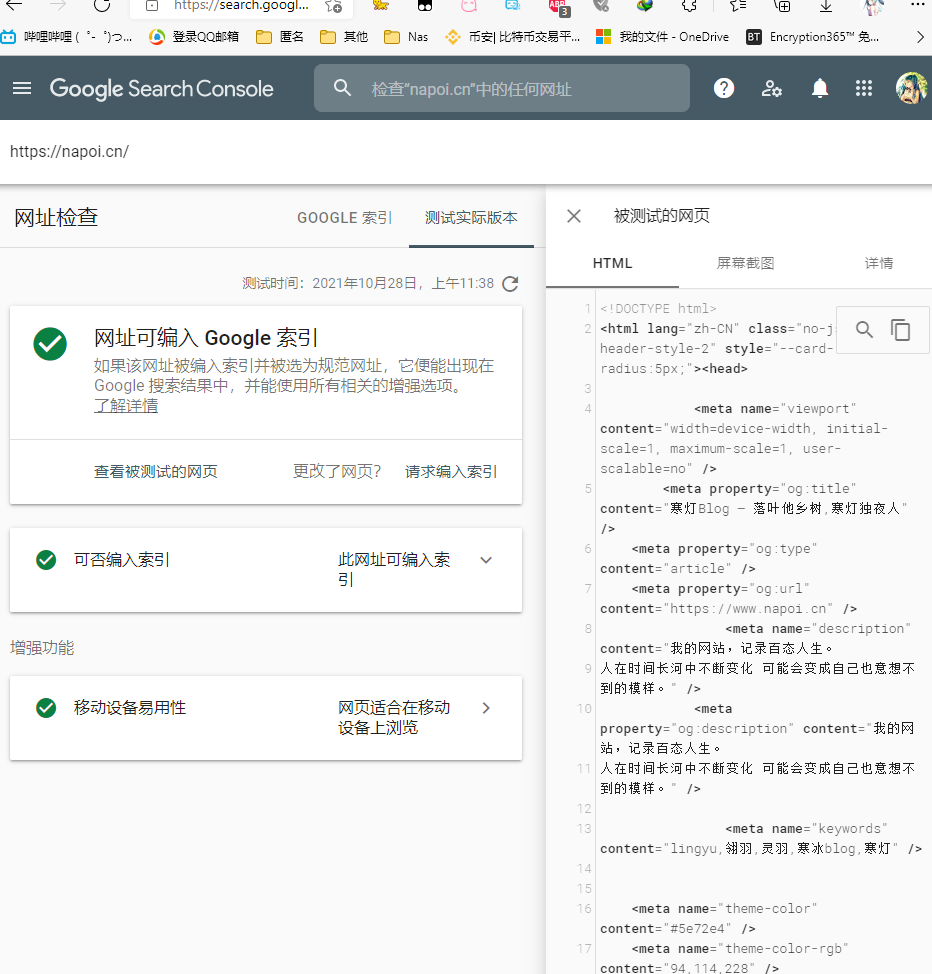 https://search.googl...
ABP
3
哔哩哔哩 ( ゜- ゜)つ...
登录QQ邮箱
匿名
其他
Nas
币安| 比特币交易平...
我的文件 - OneDrive
BT
Encryption365™ 免...
Google Search Console
检查"napoi.cn"中的任何网址
https://napoi.cn/
网址检查
GOOGLE 索引
测试实际版本
测试时间：2021年10月28日，上午11:38
网址可编入 Google 索引
如果该网址被编入索引并被选为规范网址，它便能出现在
Google 搜索结果中，并能使用所有相关的增强选项。
了解详情
查看被测试的网页
更改了网页？
请求编入索引
可否编入索引
此网址可编入索
引
增强功能
移动设备易用性
网页适合在移动
设备上浏览
被测试的网页
HTML
屏幕截图
详情
1 <!DOCTYPE html>
2 <html lang="zh-CN" class="no-j
header-style-2" style="--card-
radius:5px;"><head>
3
4 <meta name="viewport"
content="width=device-width, initial-
scale=1, maximum-scale=1, user-
scalable=no" />
5 <meta property="og:title"
content="寒灯Blog – 落叶他乡树,寒灯独夜人"
/>
6 <meta property="og:type"
content="article" />
7 <meta property="og:url"
content="https://www.napoi.cn" />
8 <meta name="description"
content="我的网站，记录百态人生。
9 人在时间长河中不断变化 可能会变成自己也意想不
到的模样。" />
10 <meta
property="og:description" content="我的网
站，记录百态人生。
11 人在时间长河中不断变化 可能会变成自己也意想不
到的模样。" />
12
13 <meta name="keywords"
content="lingyu,翎羽,灵羽,寒冰blog,寒灯" />
14
15
16 <meta name="theme-color"
content="#5e72e4" />
17 <meta name="theme-color-rgb"
content="94,114,228" />